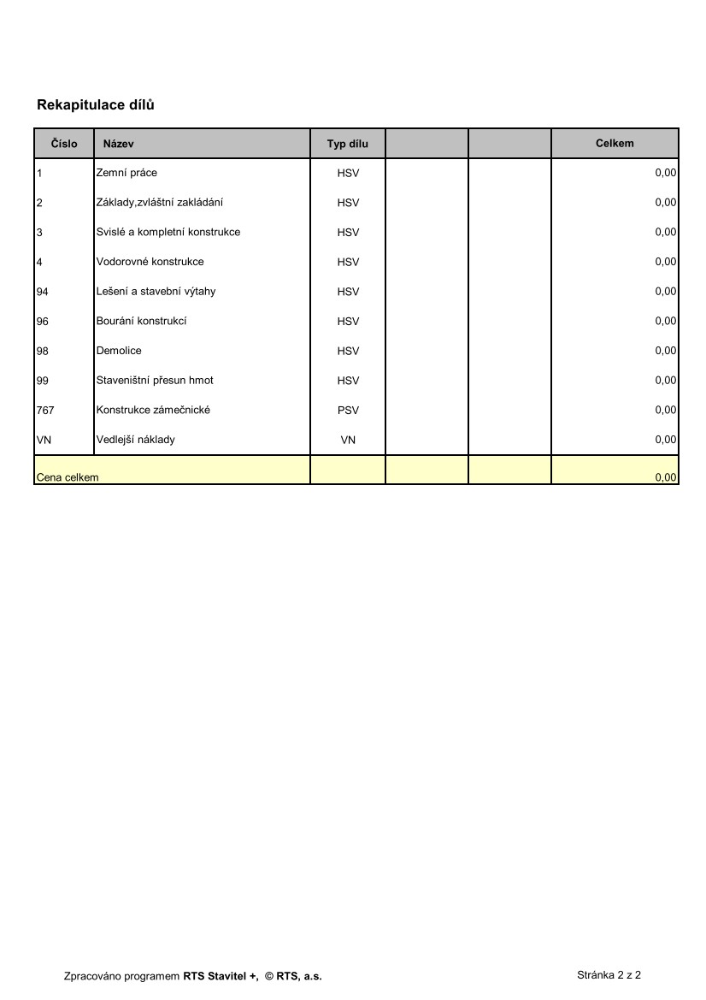 Rekapitulace dílů
Číslo Název Typ dílu Celkem
1 Zemní práce HSV 0,00
2 Základy,zvláštní zakládání HSV 0,00
3 Svislé a kompletní konstrukce HSV 0,00
4 Vodorovné konstrukce HSV 0,00
94 Lešení a stavební výtahy HSV 0,00
96 Bourání konstrukcí HSV 0,00
98 Demolice HSV 0,00
99 Staveništní přesun hmot HSV 0,00
767 Konstrukce zámečnické PSV 0,00
VN Vedlejší náklady VN 0,00
Cena celkem 0,00
Zpracováno programem RTS Stavitel +, © RTS, a.s. Stránka 2 z 2